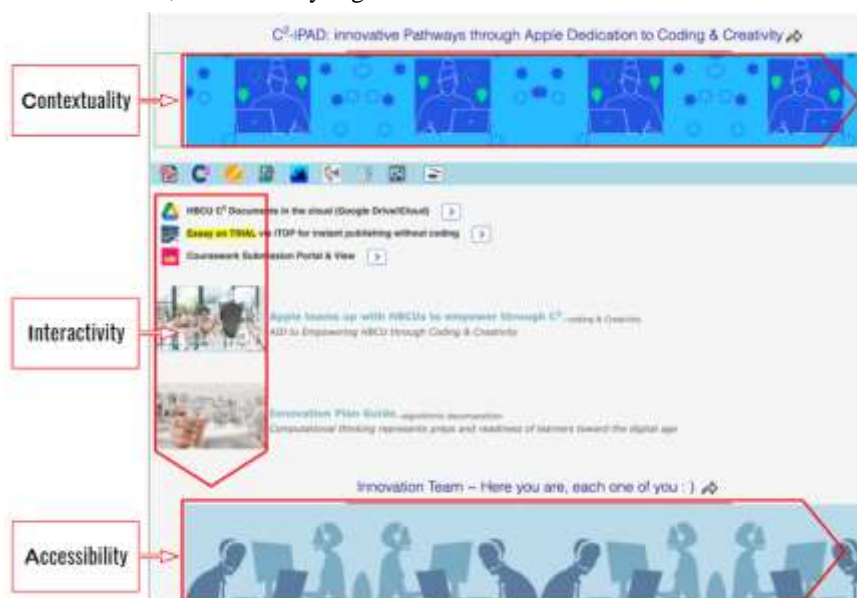 C²-iPAD: innovative Pathways through Apple Dedication to Coding & Creativity
Contextuality
HBCU C² Documents in the cloud (Google Drive/iCloud)
Essay on TRIAL via iTOP for instant publishing without coding
Coursework Submission Portal & View
Interactivity
Apple teams up with HBCUs to empower through C² -coding & Creativity
AID to Empowering HBCU through Coding & Creativity
Innovation Plan Guide -algorithmic decomposition
Computational thinking represents preps and readiness of learners toward the digital age
Innovation Team – Here you are, each one of you : )
Accessibility